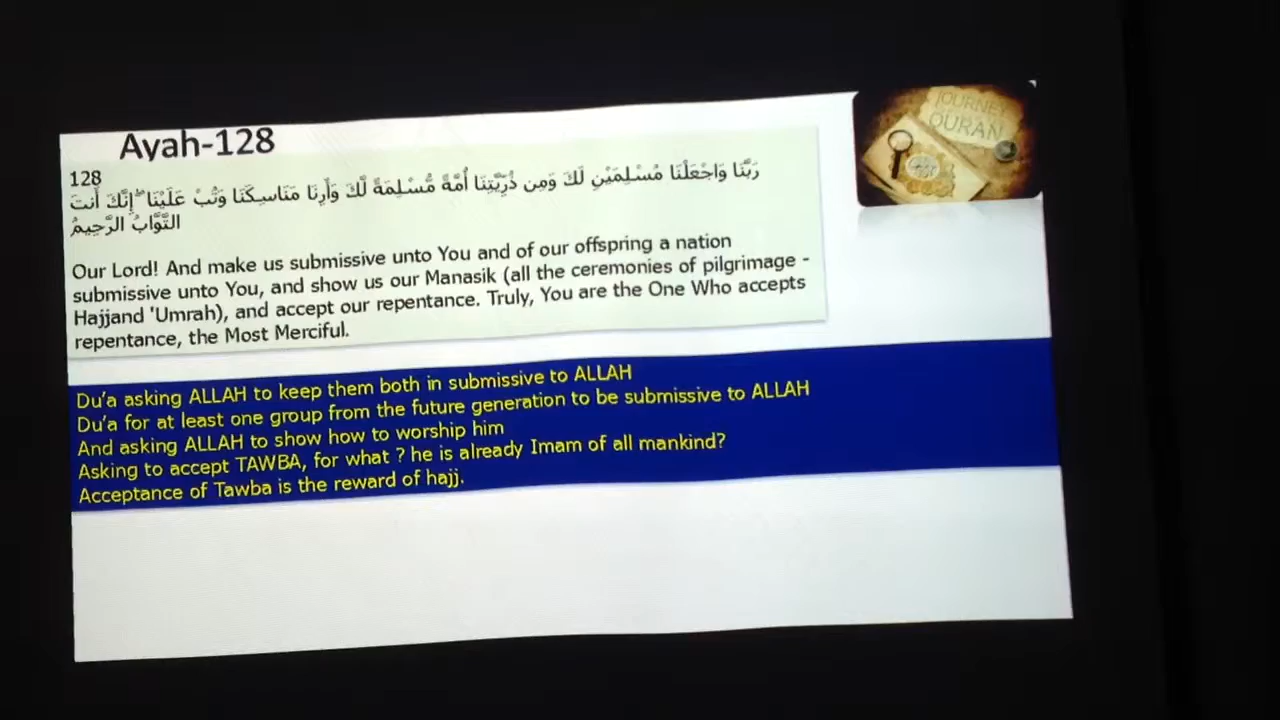 Ayah-128
JOURNEY
QURAN
128
رَبَّنَا وَاجْعَلْنَا مُسْلِمَيْنِ لَكَ وَمِن ذُرِّيَّتِنَا أُمَّةً مُّسْلِمَةً لَّكَ وَأَرِنَا مَنَاسِكَنَا وَتُبْ عَلَيْنَا ۖ إِنَّكَ أَنتَ
التَّوَّابُ الرَّحِيمُ
Our Lord! And make us submissive unto You and of our offspring a nation
submissive unto You, and show us our Manasik (all the ceremonies of pilgrimage -
Hajjand 'Umrah), and accept our repentance. Truly, You are the One Who accepts
repentance, the Most Merciful.
Du'a asking ALLAH to keep them both in submissive to ALLAH
Du'a for at least one group from the future generation to be submissive to ALLAH
And asking ALLAH to show how to worship him
Asking to accept TAWBA, for what ? he is already Imam of all mankind?
Acceptance of Tawba is the reward of hajj.